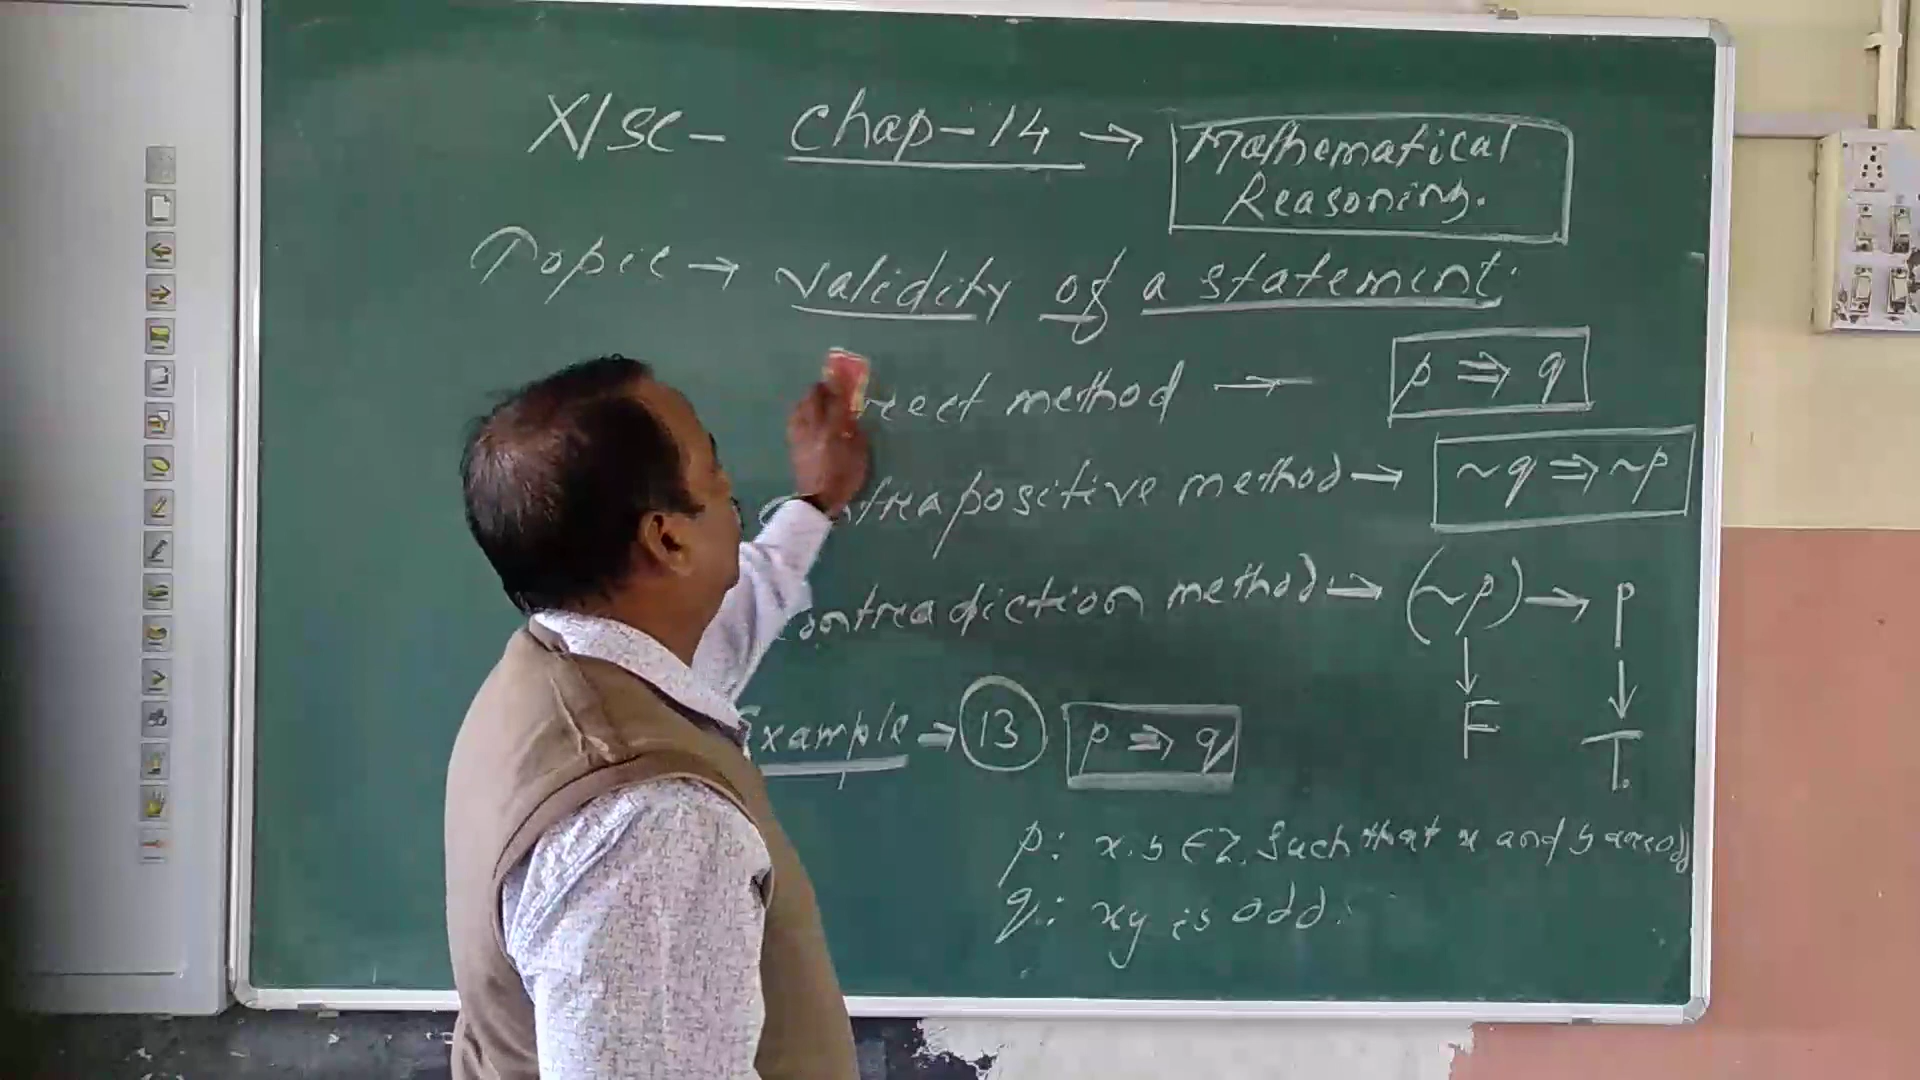 XI SC - Chap-14 → Mathematical Reasoning.
Topic → validity of a statement.
rect method → p ⇒ q
Contrapositive method → ~q ⇒ ~p
Contradiction method → (~p) → p
↓ ↓
F T.
Example ⇒ 13 p ⇒ q
p: x, y ∈ Z. Such that x and y are odd
q: xy is odd.